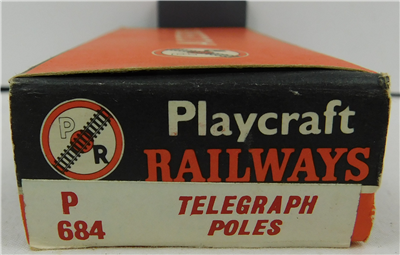 Playcraft
RAILWAYS
P R
P TELEGRAPH
684 POLES